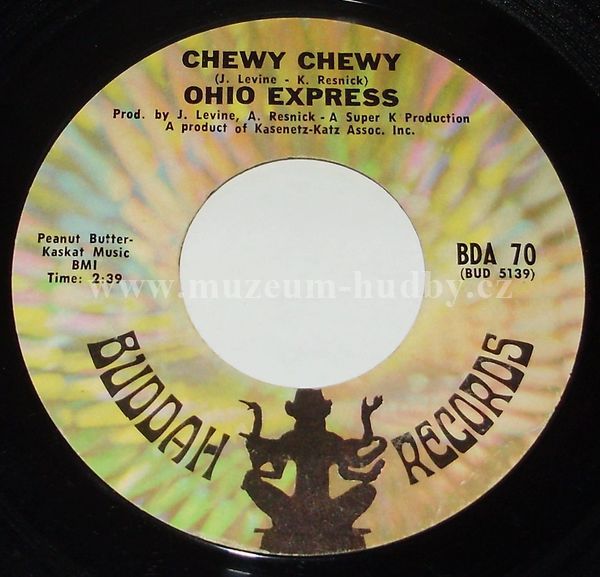 CHEWY CHEWY
(J. Levine - K. Resnick)
OHIO EXPRESS
Prod. by J. Levine, A. Resnick - A Super K Production
A product of Kasenetz-Katz Assoc. Inc.
Peanut Butter-
Kaskat Music
BMI
Time: 2:39
BDA 70
(BUD 5139)
www.muzeum-hudby.cz
BUDDAH RECORDS